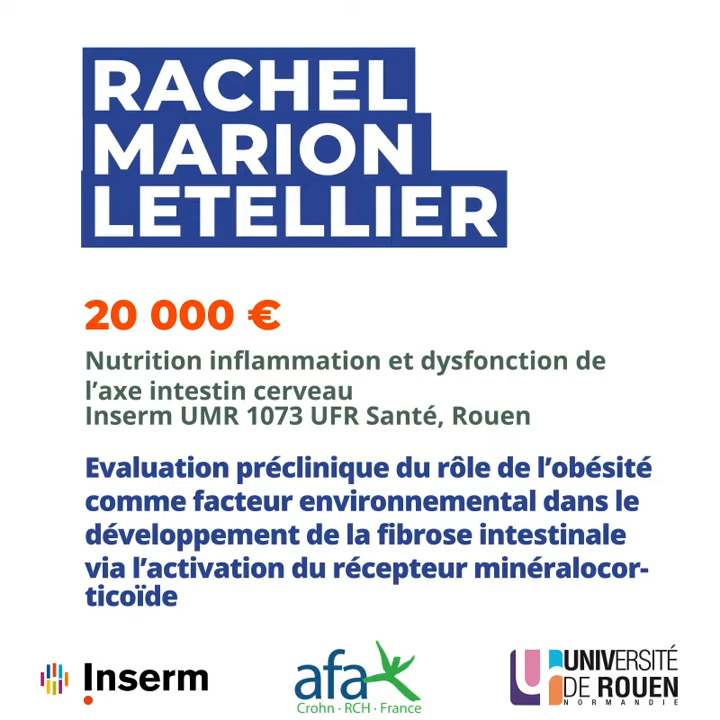 RACHEL
MARION
LETELLIER
20 000 €
Nutrition inflammation et dysfonction de
l’axe intestin cerveau
Inserm UMR 1073 UFR Santé, Rouen
Evaluation préclinique du rôle de l’obésité
comme facteur environnemental dans le
développement de la fibrose intestinale
via l’activation du récepteur minéralocor-
ticoïde
Inserm
afa
Crohn · RCH · France
UNIVERSITÉ
DE ROUEN
NORMANDIE